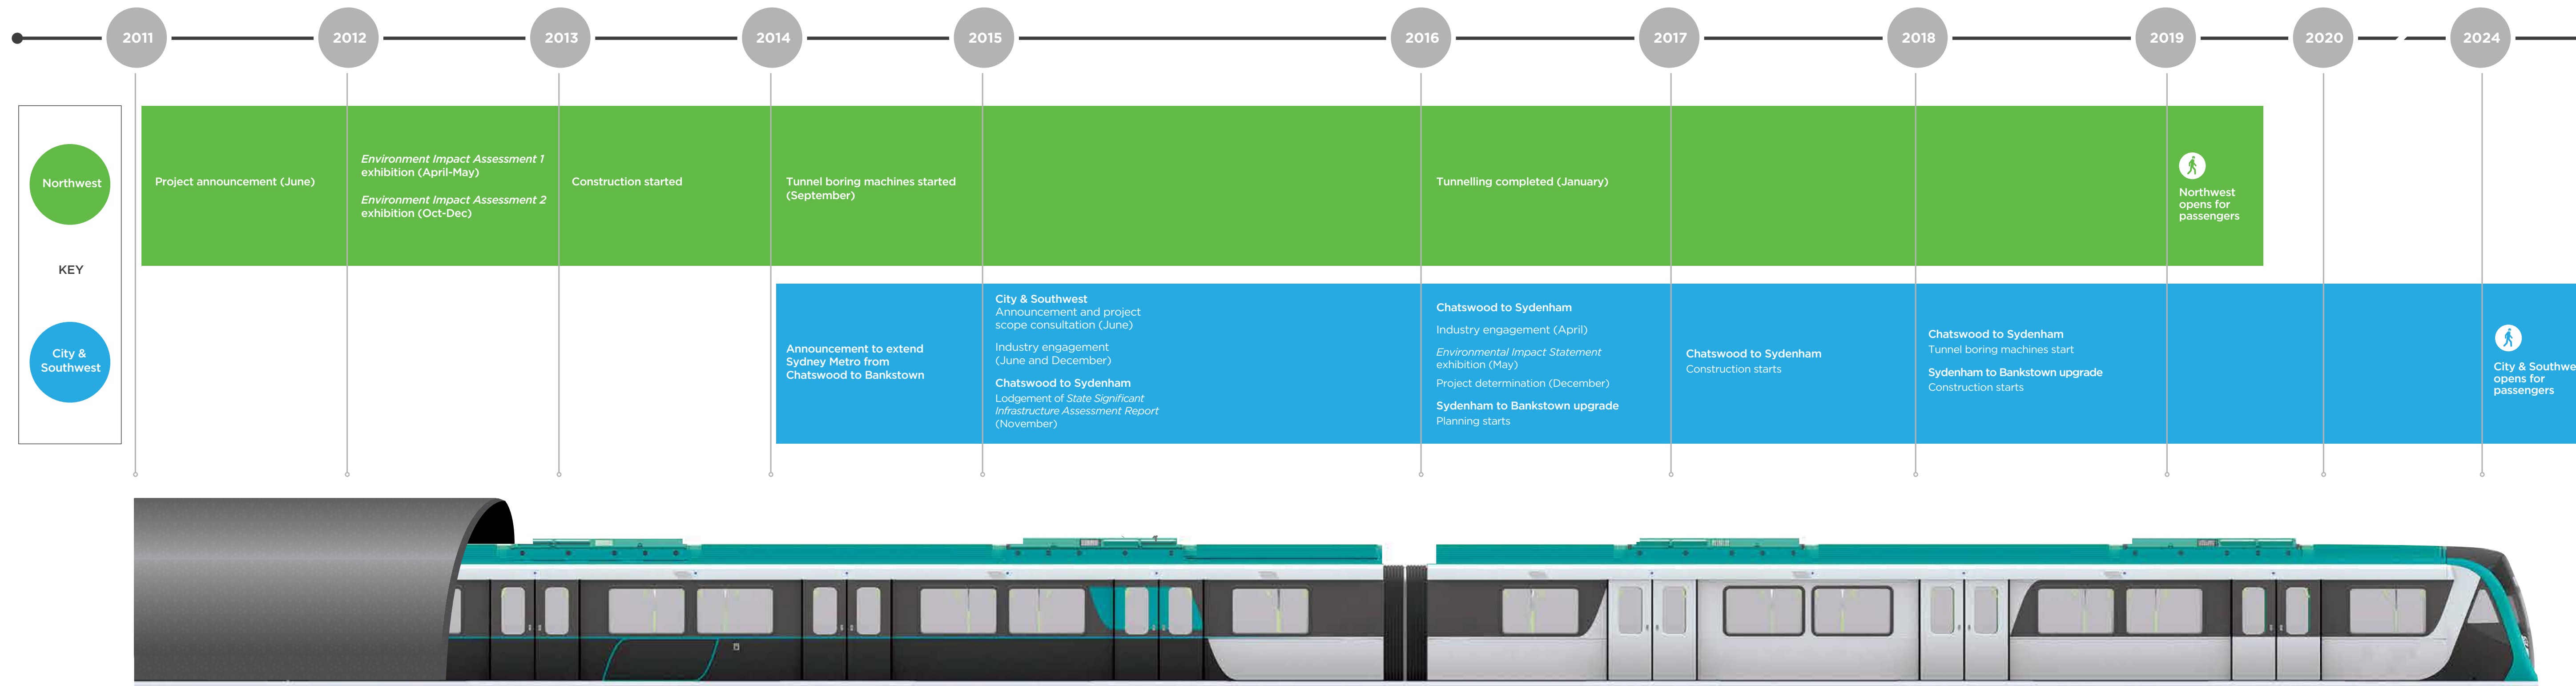 2011
2012
2013
2014
2015
2016
2017
2018
2019
2020
2024
Northwest
KEY
City &
Southwest
Project announcement (June)
Environment Impact Assessment 1
exhibition (April-May)
Environment Impact Assessment 2
exhibition (Oct-Dec)
Construction started
Tunnel boring machines started
(September)
Tunnelling completed (January)
Northwest
opens for
passengers
Announcement to extend
Sydney Metro from
Chatswood to Bankstown
City & Southwest
Announcement and project
scope consultation (June)
Industry engagement
(June and December)
Chatswood to Sydenham
Lodgement of State Significant
Infrastructure Assessment Report
(November)
Chatswood to Sydenham
Industry engagement (April)
Environmental Impact Statement
exhibition (May)
Project determination (December)
Sydenham to Bankstown upgrade
Planning starts
Chatswood to Sydenham
Construction starts
Chatswood to Sydenham
Tunnel boring machines start
Sydenham to Bankstown upgrade
Construction starts
City & Southwe
opens for
passengers